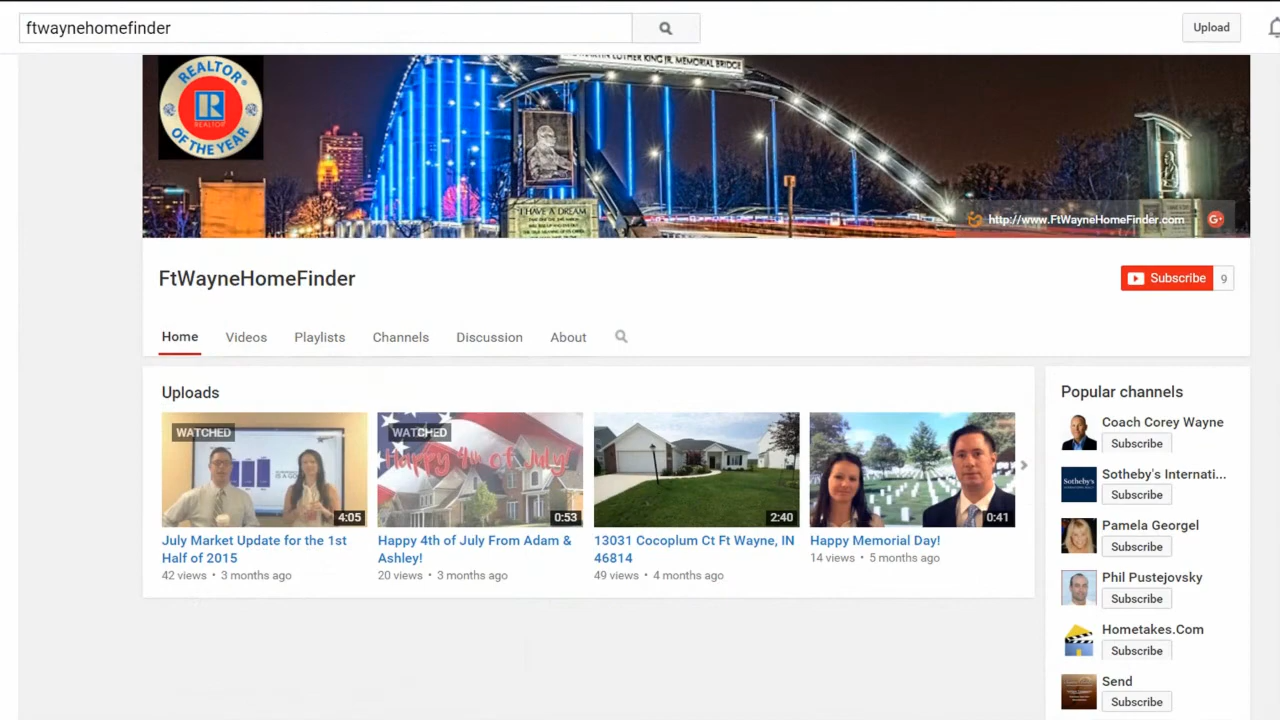 ftwaynehomefinder
Upload
MARTIN LUTHER KING JR. MEMORIAL BRIDGE
REALTOR®
R
REALTOR
OF THE YEAR
"I HAVE A DREAM
http://www.FtWayneHomeFinder.com
G+
FtWayneHomeFinder
Subscribe 9
Home Videos Playlists Channels Discussion About
Uploads
WATCHED
4:05
July Market Update for the 1st
Half of 2015
42 views • 3 months ago
WATCHED
Happy 4th of July!
0:53
Happy 4th of July From Adam &
Ashley!
20 views • 3 months ago
2:40
13031 Cocoplum Ct Ft Wayne, IN
46814
49 views • 4 months ago
0:41
Happy Memorial Day!
14 views • 5 months ago
Popular channels
Coach Corey Wayne
Subscribe
Sotheby's
Sotheby's Internati...
Subscribe
Pamela Georgel
Subscribe
Phil Pustejovsky
Subscribe
Hometakes.Com
Subscribe
Send
Subscribe